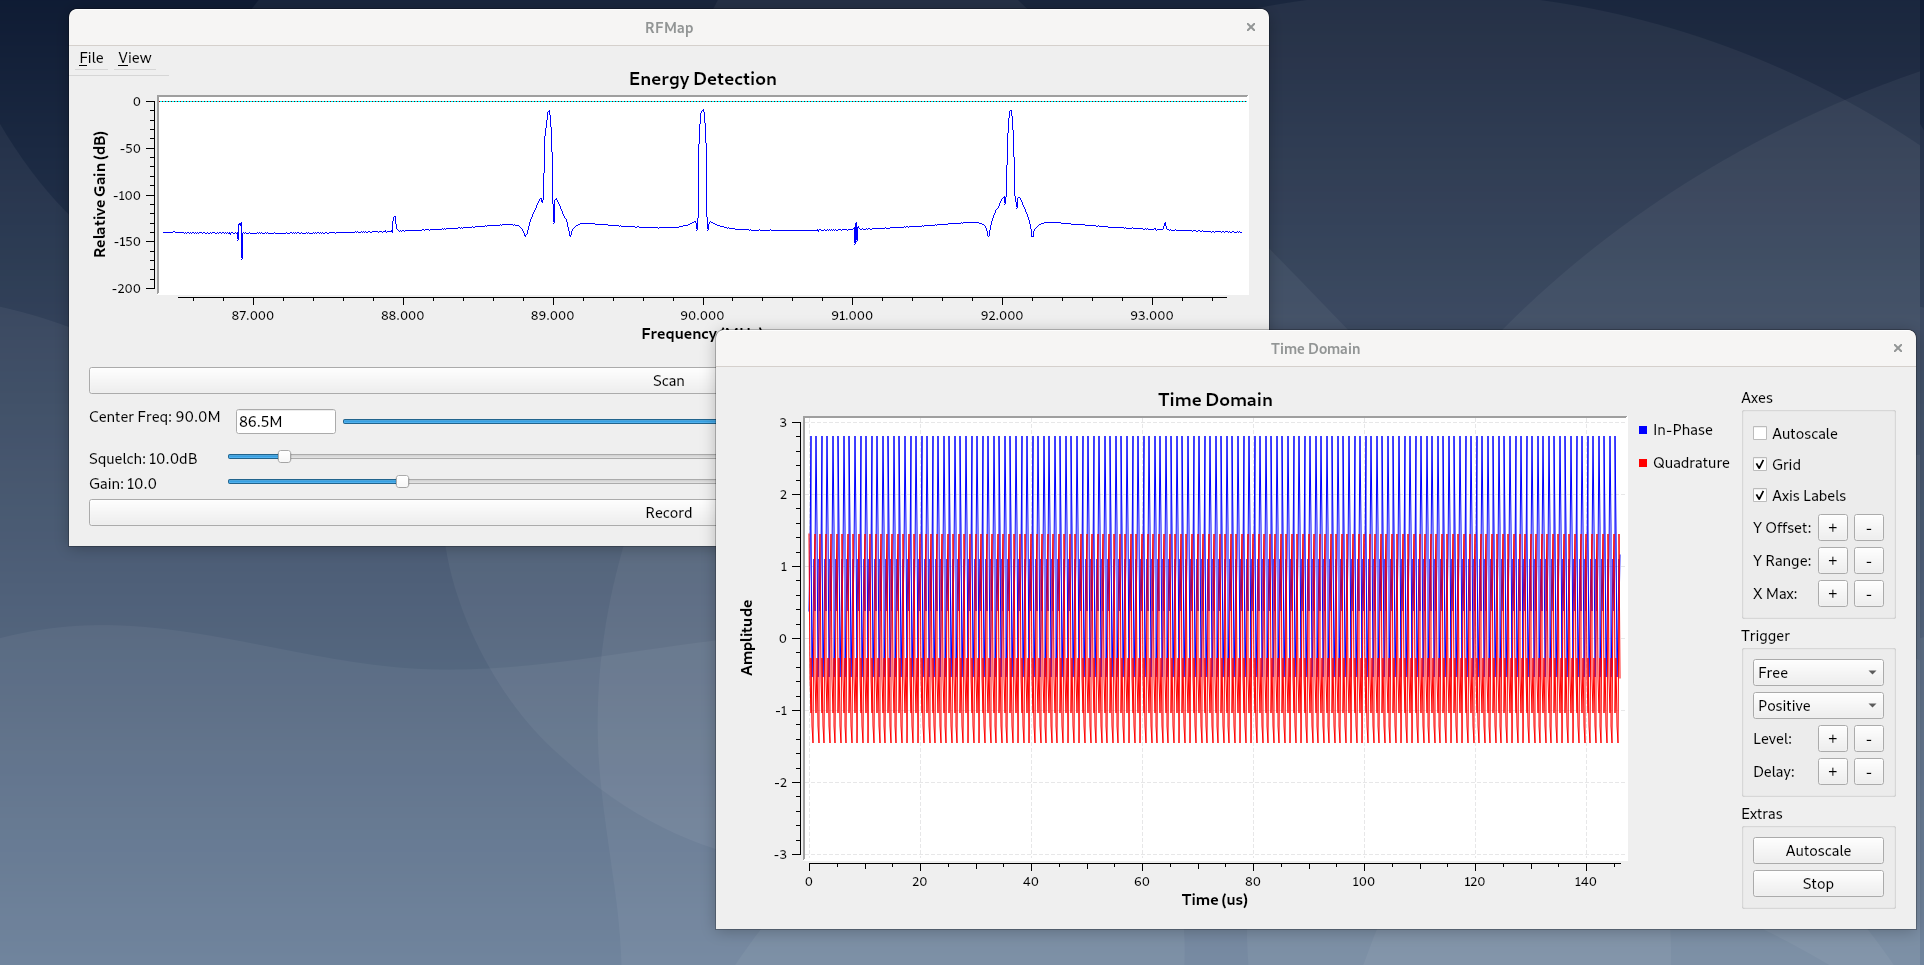 RFMap
×
File View
Energy Detection
Relative Gain (dB)
0
-50
-100
-150
-200
87.000 88.000 89.000 90.000 91.000 92.000 93.000
Frequency
Scan
Center Freq: 90.0M 86.5M
Squelch: 10.0dB
Gain: 10.0
Record
Time Domain
×
Time Domain
Amplitude
3
2
1
0
-1
-2
-3
0 20 40 60 80 100 120 140
Time (us)
In-Phase
Quadrature
Axes
Autoscale
Grid
Axis Labels
Y Offset: + -
Y Range: + -
X Max: + -
Trigger
Free
Positive
Level: + -
Delay: + -
Extras
Autoscale
Stop